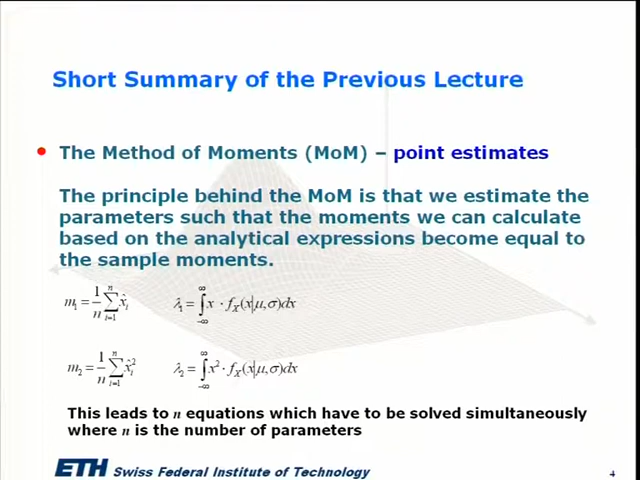 Short Summary of the Previous Lecture
• The Method of Moments (MoM) – point estimates
The principle behind the MoM is that we estimate the
parameters such that the moments we can calculate
based on the analytical expressions become equal to
the sample moments.
m₁ = 1/n ∑ᵢ₌₁ⁿ x̂ᵢ    λ₁ = ∫₋∞^∞ x · f_X(x|μ,σ)dx
m₂ = 1/n ∑ᵢ₌₁ⁿ x̂ᵢ²    λ₂ = ∫₋∞^∞ x² · f_X(x|μ,σ)dx
This leads to n equations which have to be solved simultaneously
where n is the number of parameters
ETH Swiss Federal Institute of Technology
4